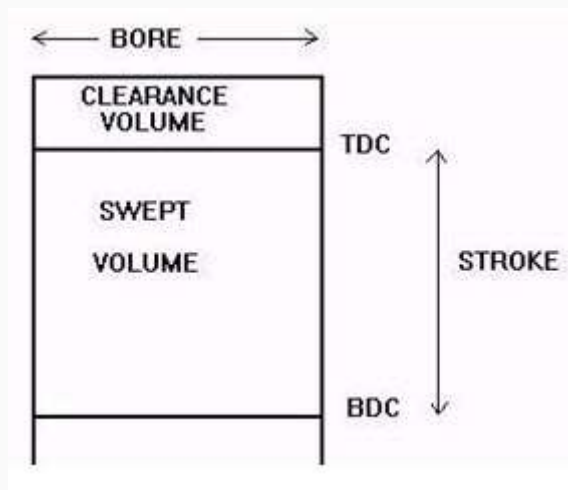 BORE
CLEARANCE
VOLUME
TDC
SWEPT
VOLUME
STROKE
BDC